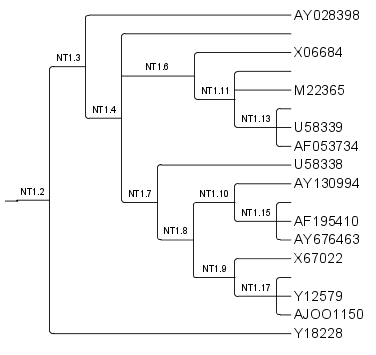 AY028398
NT1.3
X06684
NT1.6
M22365
NT1.11
NT1.4
NT1.13
U58339
AF053734
U58338
AY130994
NT1.2
NT1.7
NT1.10
NT1.15
AF195410
NT1.8
AY676463
X67022
NT1.9
NT1.17
Y12579
AJOO1150
Y18228